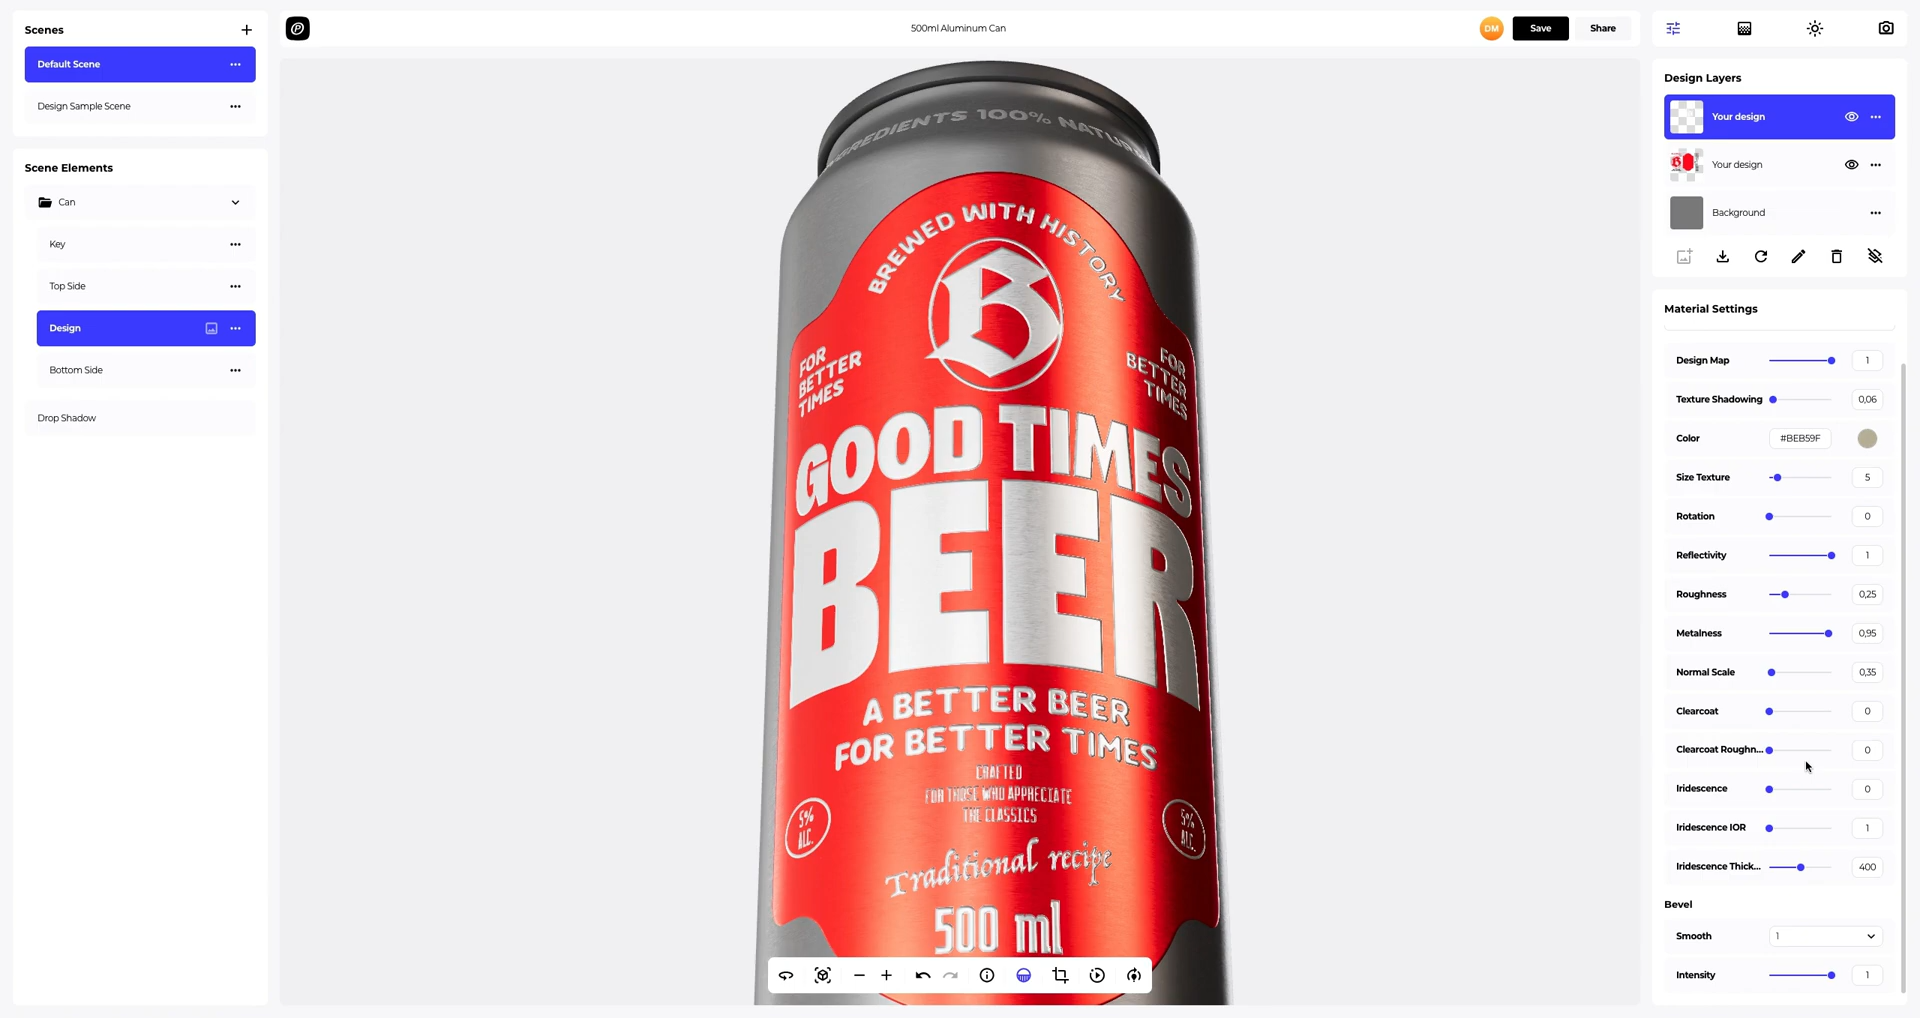 Scenes
Default Scene
Design Sample Scene
Scene Elements
Can
Key
Top Side
Design
Bottom Side
Drop Shadow
500ml Aluminum Can
DM
Save
Share
REDIENTS 100% NATUR
BREWED WITH HISTORY
B
FOR
BETTER
TIMES
FOR
BETTER
TIMES
GOOD TIMES
BEER
A BETTER BEER
FOR BETTER TIMES
CRAFTED
FOR THOSE WHO APPRECIATE
THE CLASSICS
5%
ALC.
5%
ALC.
Traditional recipe
500 ml
Design Layers
Your design
Your design
Background
Material Settings
Design Map 1
Texture Shadowing 0,06
Color #BEB59F
Size Texture 5
Rotation 0
Reflectivity 1
Roughness 0,25
Metalness 0,95
Normal Scale 0,35
Clearcoat 0
Clearcoat Roughn... 0
Iridescence 0
Iridescence IOR 1
Iridescence Thick... 400
Bevel
Smooth 1
Intensity 1